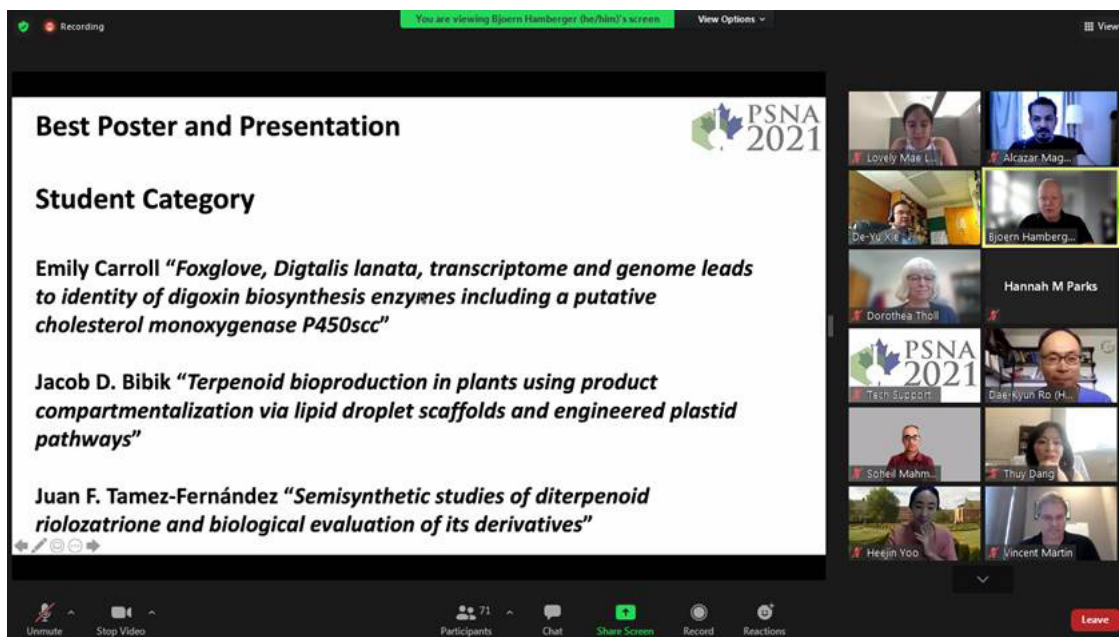 Recording
You are viewing Bjoern Hamberger (he/him)'s screen
View Options
View
Best Poster and Presentation
PSNA
2021
Student Category
Emily Carroll “Foxglove, Digtalis lanata, transcriptome and genome leads
to identity of digoxin biosynthesis enzymes including a putative
cholesterol monoxygenase P450scc”
Jacob D. Bibik “Terpenoid bioproduction in plants using product
compartmentalization via lipid droplet scaffolds and engineered plastid
pathways”
Juan F. Tamez-Fernández “Semisynthetic studies of diterpenoid
riolozatrione and biological evaluation of its derivatives”
Lovely Mae L...
Alcazar Mag...
De-Yu Xie
Bjoern Hamberg...
Dorothea Tholl
Hannah M Parks
PSNA
2021
Tech Support
Dae-Kyun Ro (H...
Soheil Mahm...
Thuy Dang
Heejin Yoo
Vincent Martin
Unmute
Stop Video
Participants
71
Chat
Share Screen
Record
Reactions
Leave